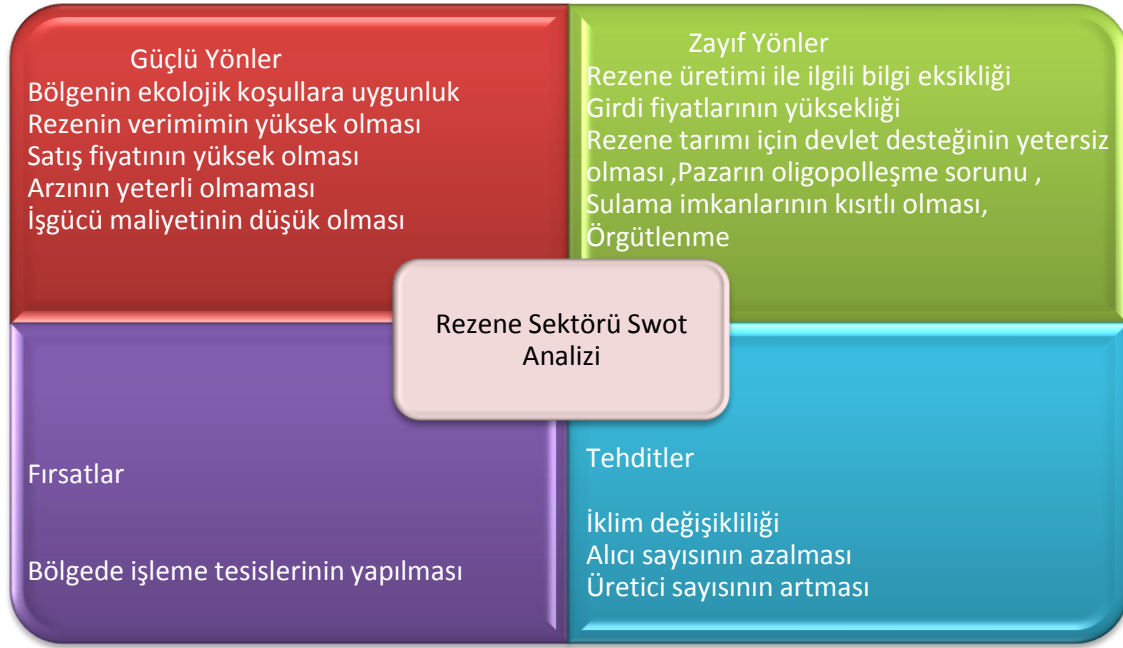 Güçlü Yönler
Bölgenin ekolojik koşullara uygunluk
Rezenin verimimin yüksek olması
Satış fiyatının yüksek olması
Arzının yeterli olmaması
İşgücü maliyetinin düşük olması
Zayıf Yönler
Rezene üretimi ile ilgili bilgi eksikliği
Girdi fiyatlarının yüksekliği
Rezene tarımı için devlet desteğinin yetersiz
olması ,Pazarın oligopolleşme sorunu ,
Sulama imkanlarının kısıtlı olması,
Örgütlenme
Rezene Sektörü Swot
Analizi
Fırsatlar
Bölgede işleme tesislerinin yapılması
Tehditler
İklim değişikliliği
Alıcı sayısının azalması
Üretici sayısının artması